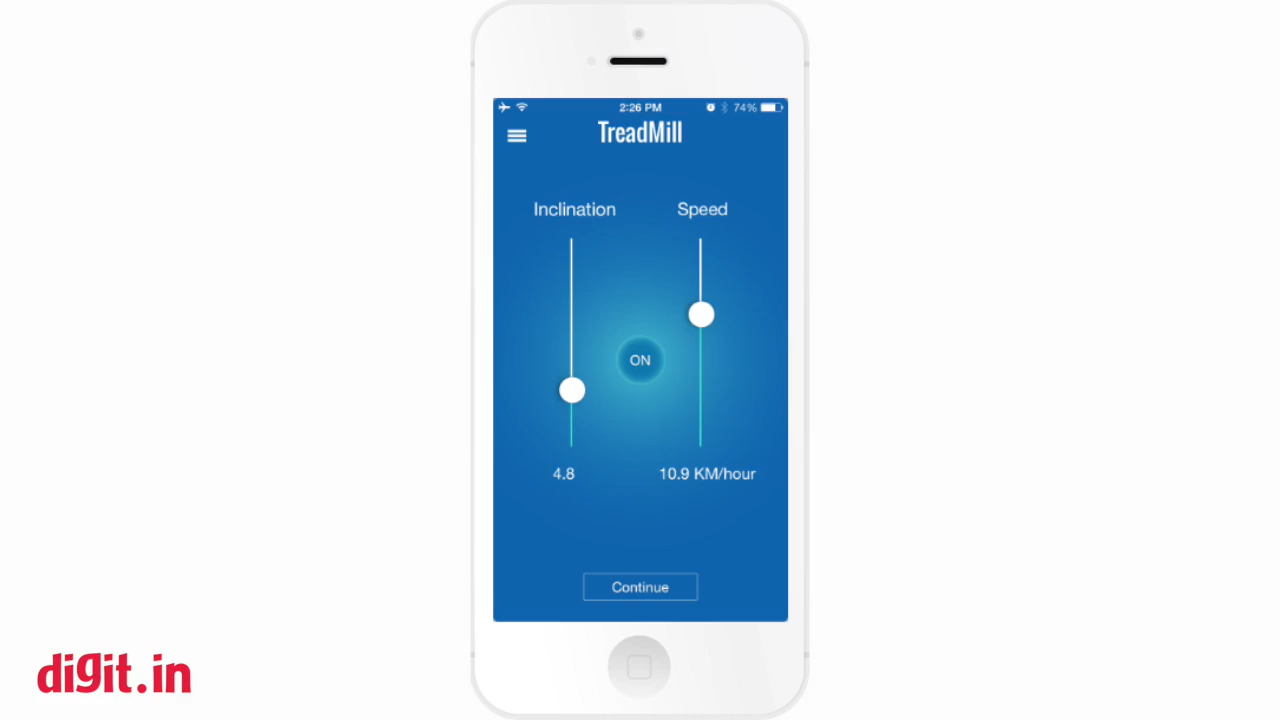 2:26 PM 74%
TreadMill
Inclination Speed
ON
4.8 10.9 KM/hour
Continue
digit.in